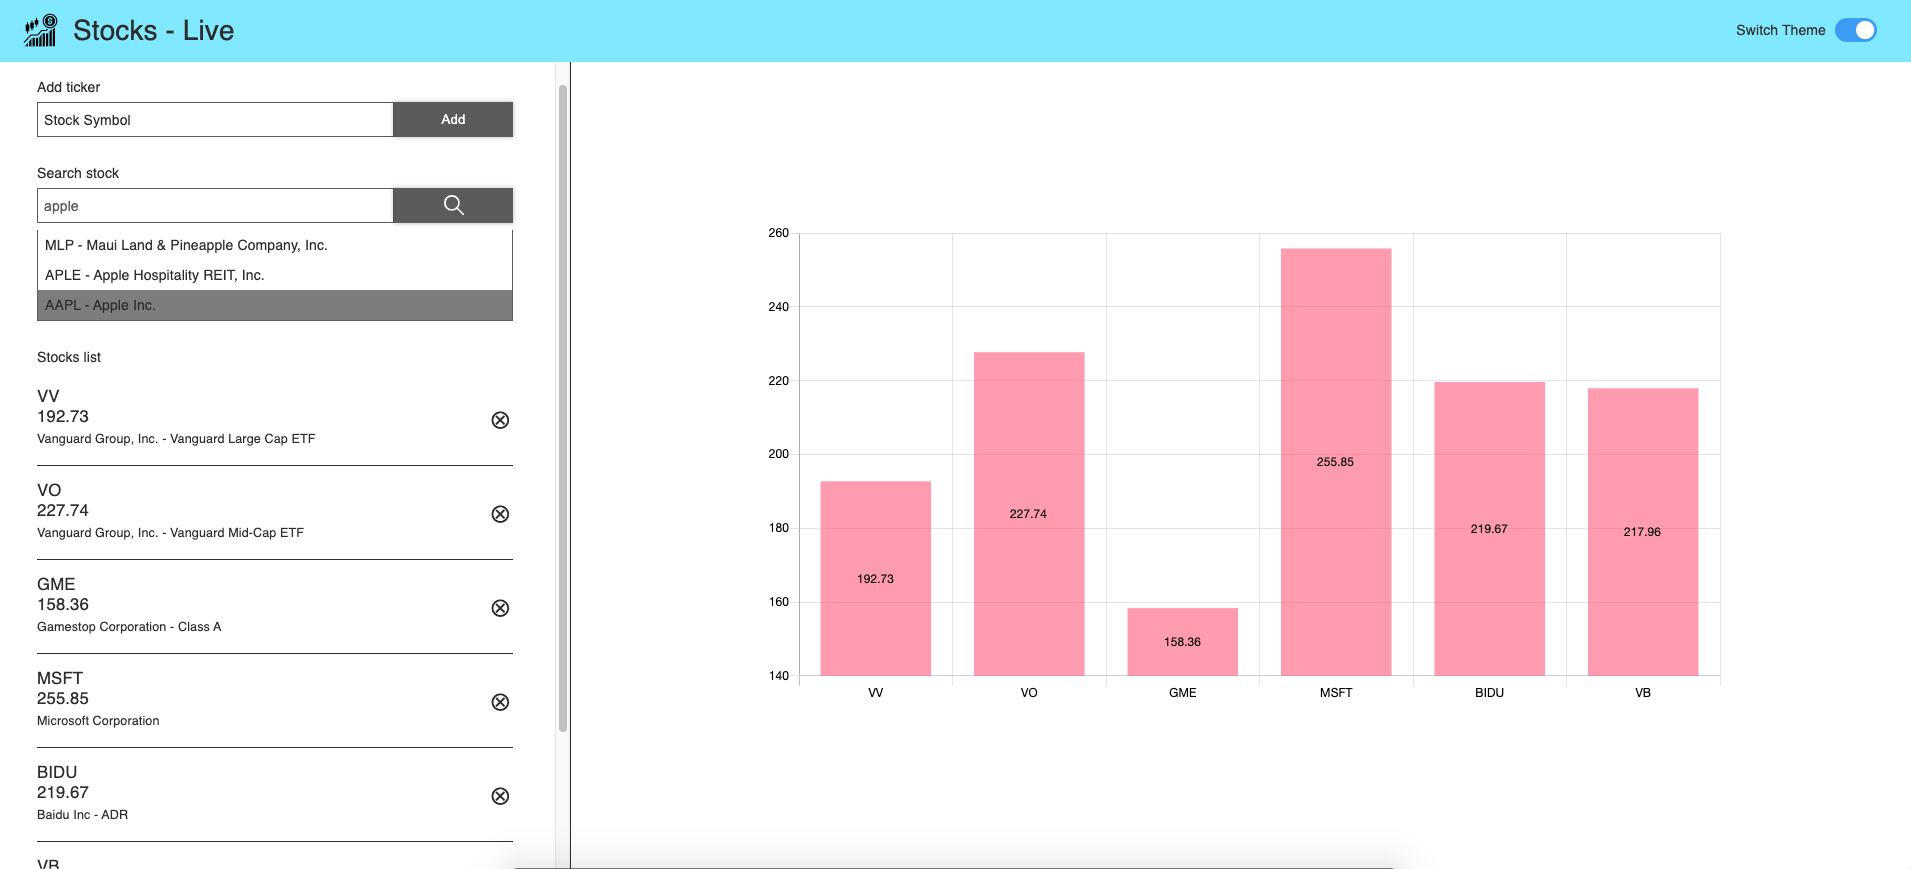 Stocks - Live
Switch Theme
Add ticker
Stock Symbol
Add
Search stock
apple
MLP - Maui Land & Pineapple Company, Inc.
APLE - Apple Hospitality REIT, Inc.
AAPL - Apple Inc.
Stocks list
VV
192.73
Vanguard Group, Inc. - Vanguard Large Cap ETF
VO
227.74
Vanguard Group, Inc. - Vanguard Mid-Cap ETF
GME
158.36
Gamestop Corporation - Class A
MSFT
255.85
Microsoft Corporation
BIDU
219.67
Baidu Inc - ADR
VB
260
240
220
200
180
160
140
192.73
227.74
158.36
255.85
219.67
217.96
VV
VO
GME
MSFT
BIDU
VB